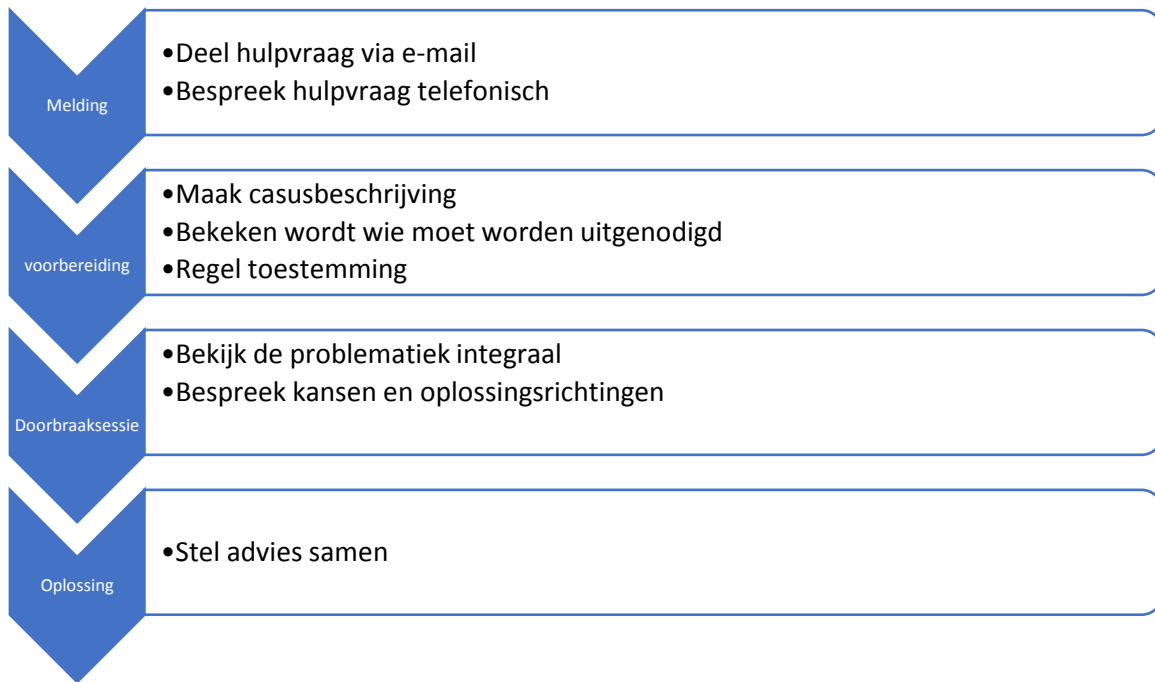 Melding
•Deel hulpvraag via e-mail
•Bespreek hulpvraag telefonisch
voorbereiding
•Maak casusbeschrijving
•Bekeken wordt wie moet worden uitgenodigd
•Regel toestemming
Doorbraaksessie
•Bekijk de problematiek integraal
•Bespreek kansen en oplossingsrichtingen
Oplossing
•Stel advies samen